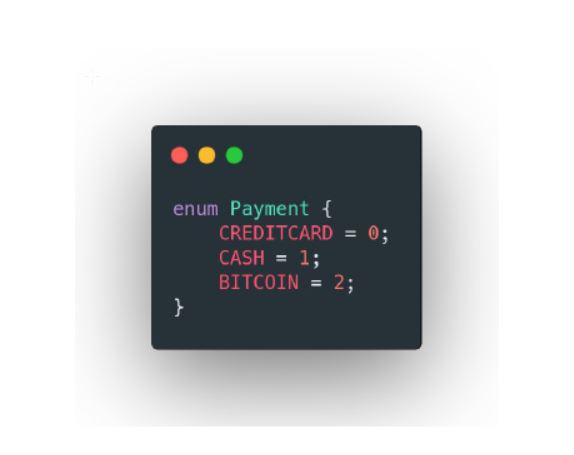 enum Payment {
    CREDITCARD = 0;
    CASH = 1;
    BITCOIN = 2;
}